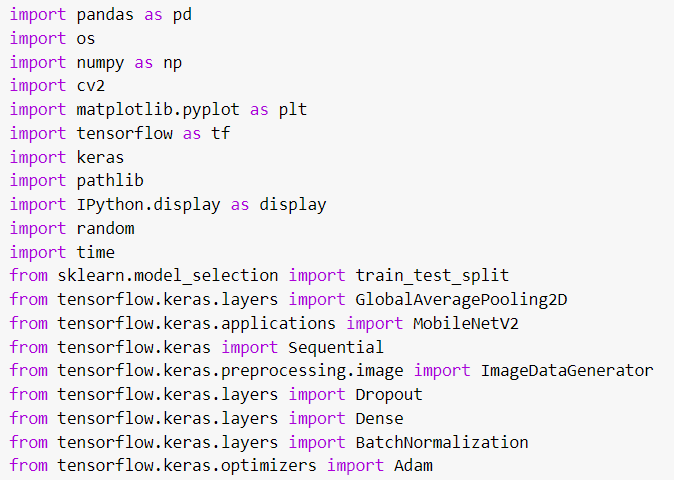 import pandas as pd
import os
import numpy as np
import cv2
import matplotlib.pyplot as plt
import tensorflow as tf
import keras
import pathlib
import IPython.display as display
import random
import time
from sklearn.model_selection import train_test_split
from tensorflow.keras.layers import GlobalAveragePooling2D
from tensorflow.keras.applications import MobileNetV2
from tensorflow.keras import Sequential
from tensorflow.keras.preprocessing.image import ImageDataGenerator
from tensorflow.keras.layers import Dropout
from tensorflow.keras.layers import Dense
from tensorflow.keras.layers import BatchNormalization
from tensorflow.keras.optimizers import Adam